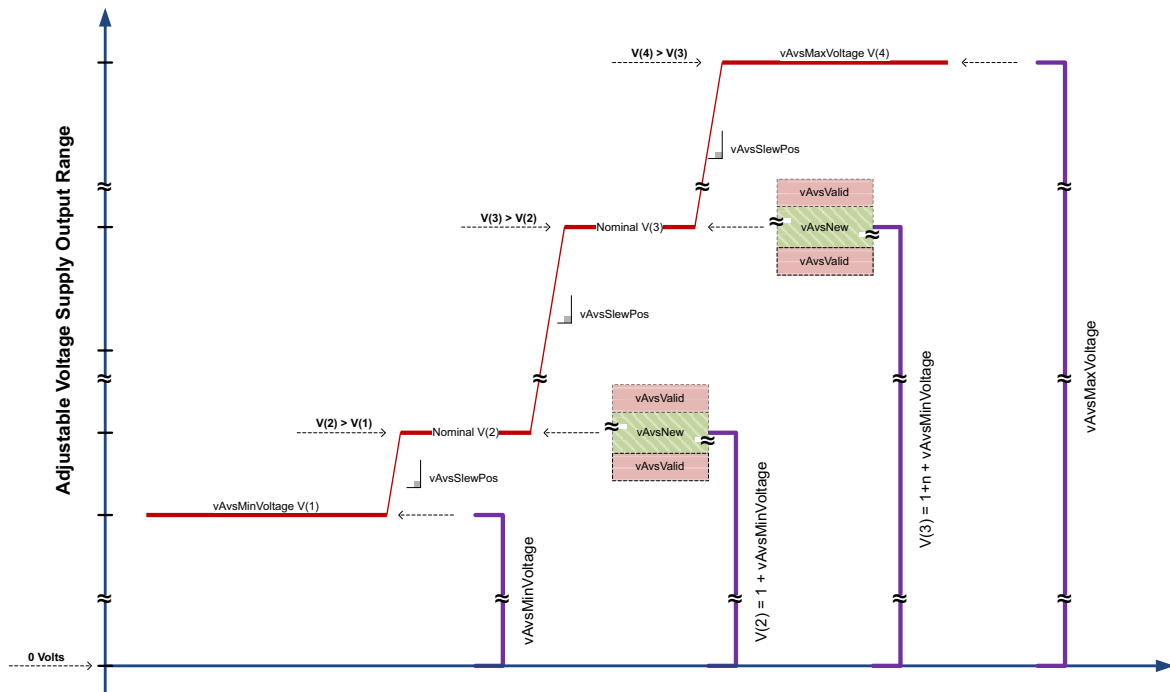 Adjustable Voltage Supply Output Range
V(4) > V(3)
vAvsMaxVoltage V(4)
vAvsSlewPos
vAvsValid
V(3) > V(2)
Nominal V(3)
vAvsNew
vAvsValid
vAvsSlewPos
vAvsMaxVoltage
V(3) = 1+n + vAvsMinVoltage
vAvsValid
V(2) > V(1)
Nominal V(2)
vAvsNew
vAvsValid
vAvsSlewPos
vAvsMinVoltage V(1)
vAvsMinVoltage
V(2) = 1 + vAvsMinVoltage
0 Volts